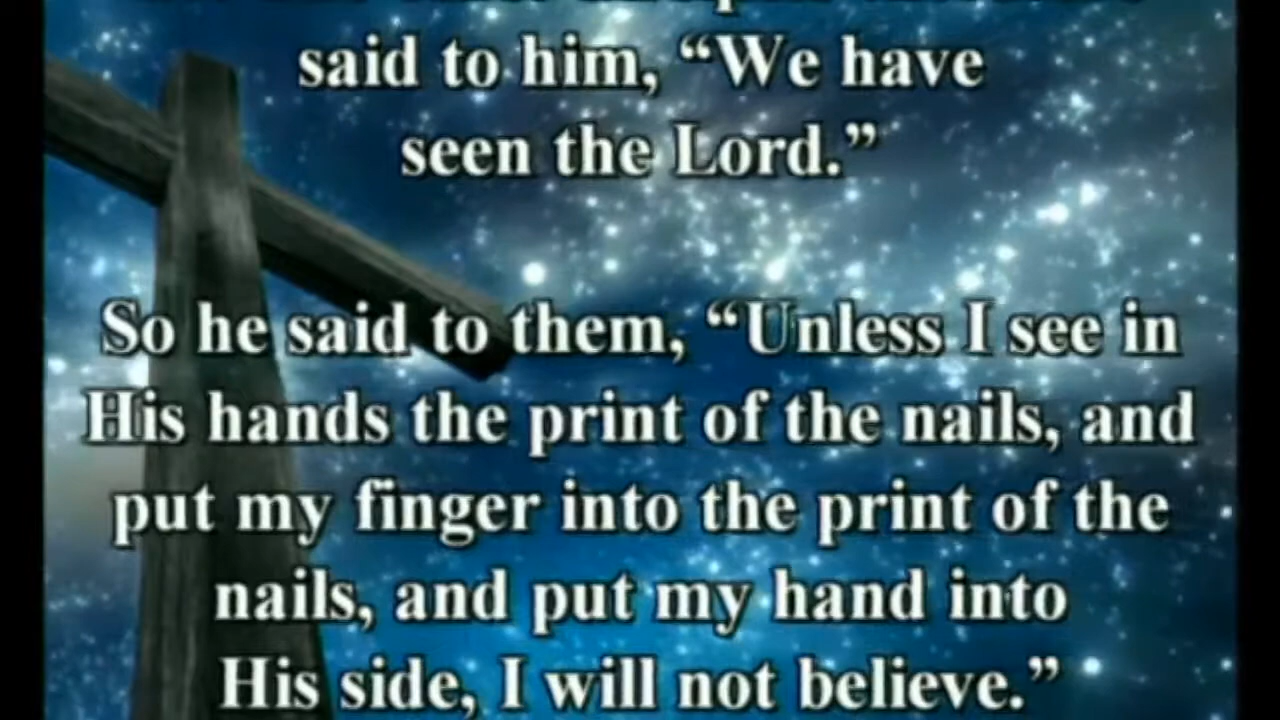 said to him, “We have
seen the Lord.”
So he said to them, “Unless I see in
His hands the print of the nails, and
put my finger into the print of the
nails, and put my hand into
His side, I will not believe.”